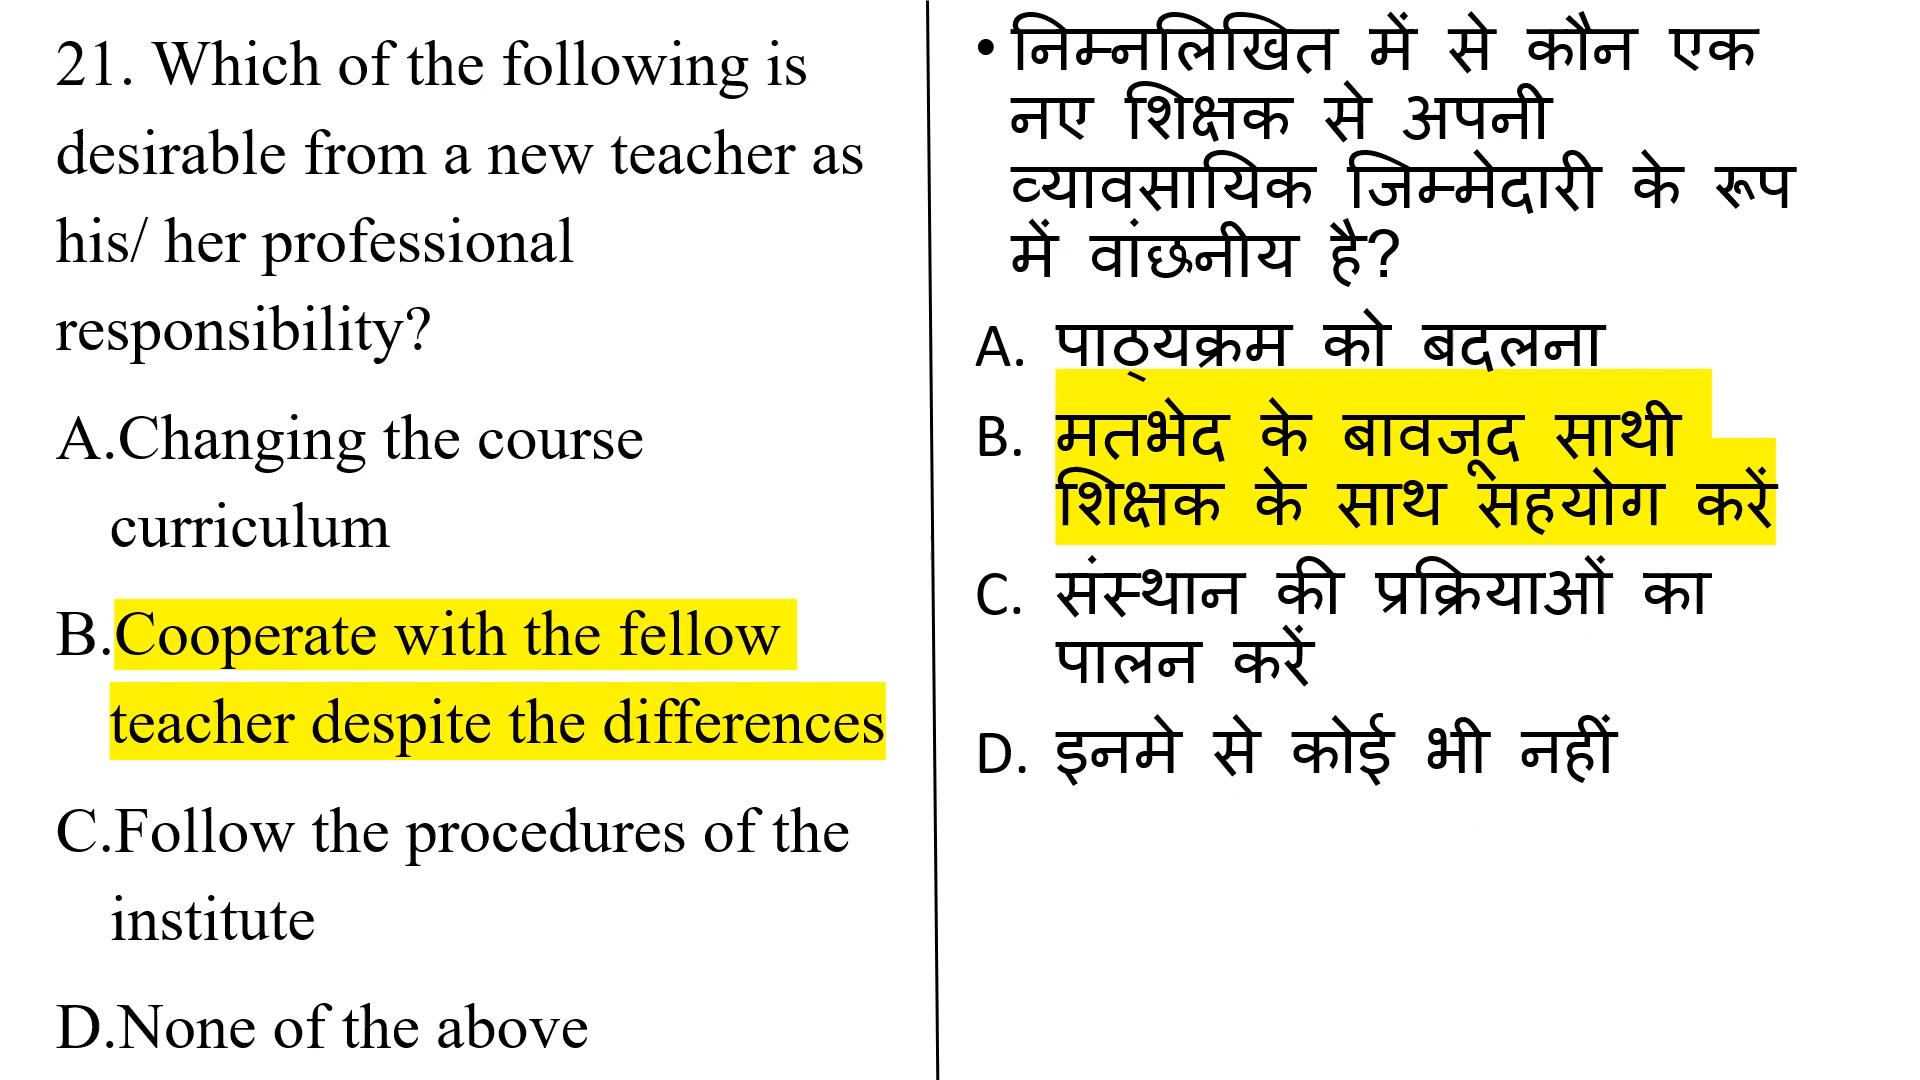 21. Which of the following is
desirable from a new teacher as
his/ her professional
responsibility?
A.Changing the course
curriculum
B.Cooperate with the fellow
teacher despite the differences
C.Follow the procedures of the
institute
D.None of the above
• निम्नलिखित में से कौन एक
नए शिक्षक से अपनी
व्यावसायिक जिम्मेदारी के रूप
में वांछनीय है?
A. पाठ्यक्रम को बदलना
B. मतभेद के बावजूद साथी
शिक्षक के साथ सहयोग करें
C. संस्थान की प्रक्रियाओं का
पालन करें
D. इनमे से कोई भी नहीं